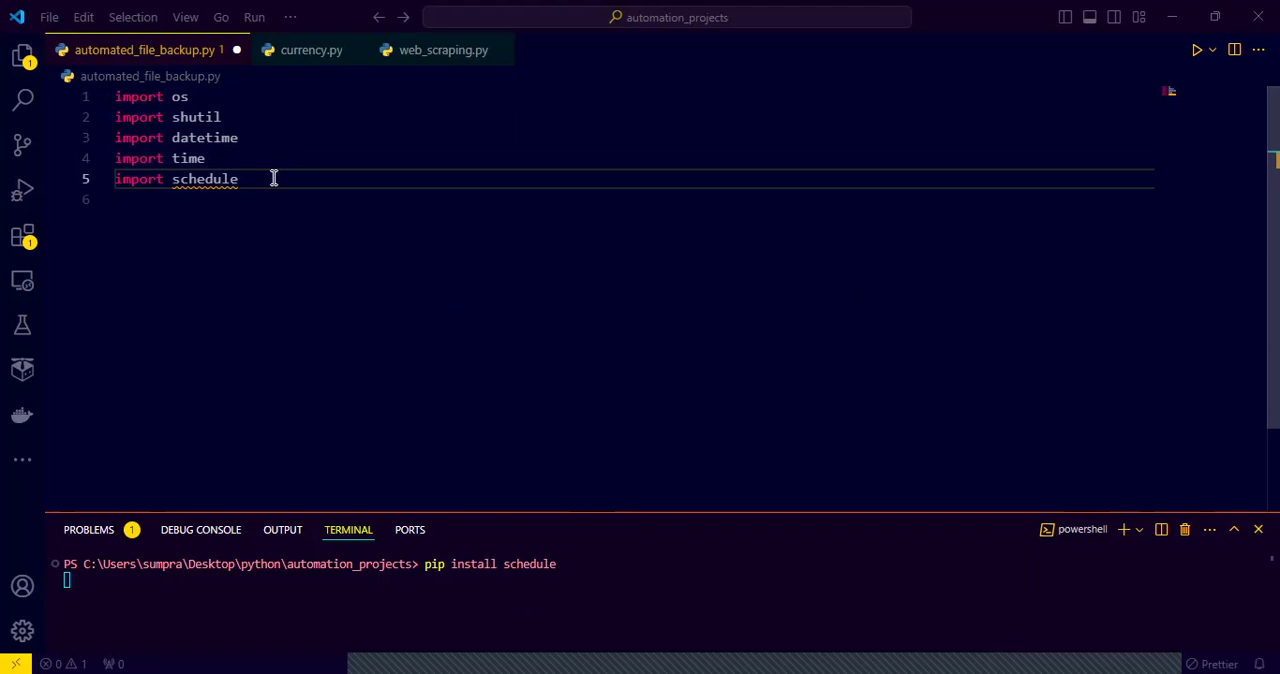 File Edit Selection View Go Run ··· automation_projects
automated_file_backup.py 1 currency.py web_scraping.py
automated_file_backup.py
1 import os
2 import shutil
3 import datetime
4 import time
5 import schedule
6
1
1
PROBLEMS 1 DEBUG CONSOLE OUTPUT TERMINAL PORTS powershell
PS C:\Users\sumpra\Desktop\python\automation_projects> pip install schedule
0 1 0 Prettier